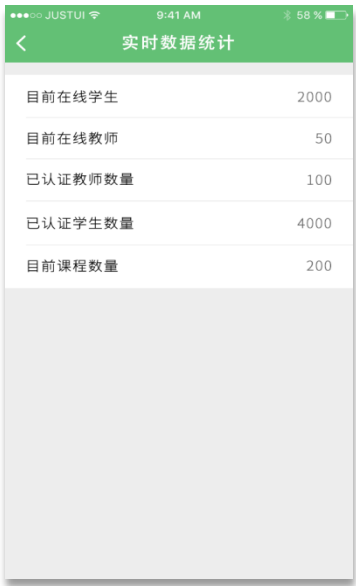 JUSTUI 9:41 AM 58 %
实时数据统计
目前在线学生 2000
目前在线教师 50
已认证教师数量 100
已认证学生数量 4000
目前课程数量 200